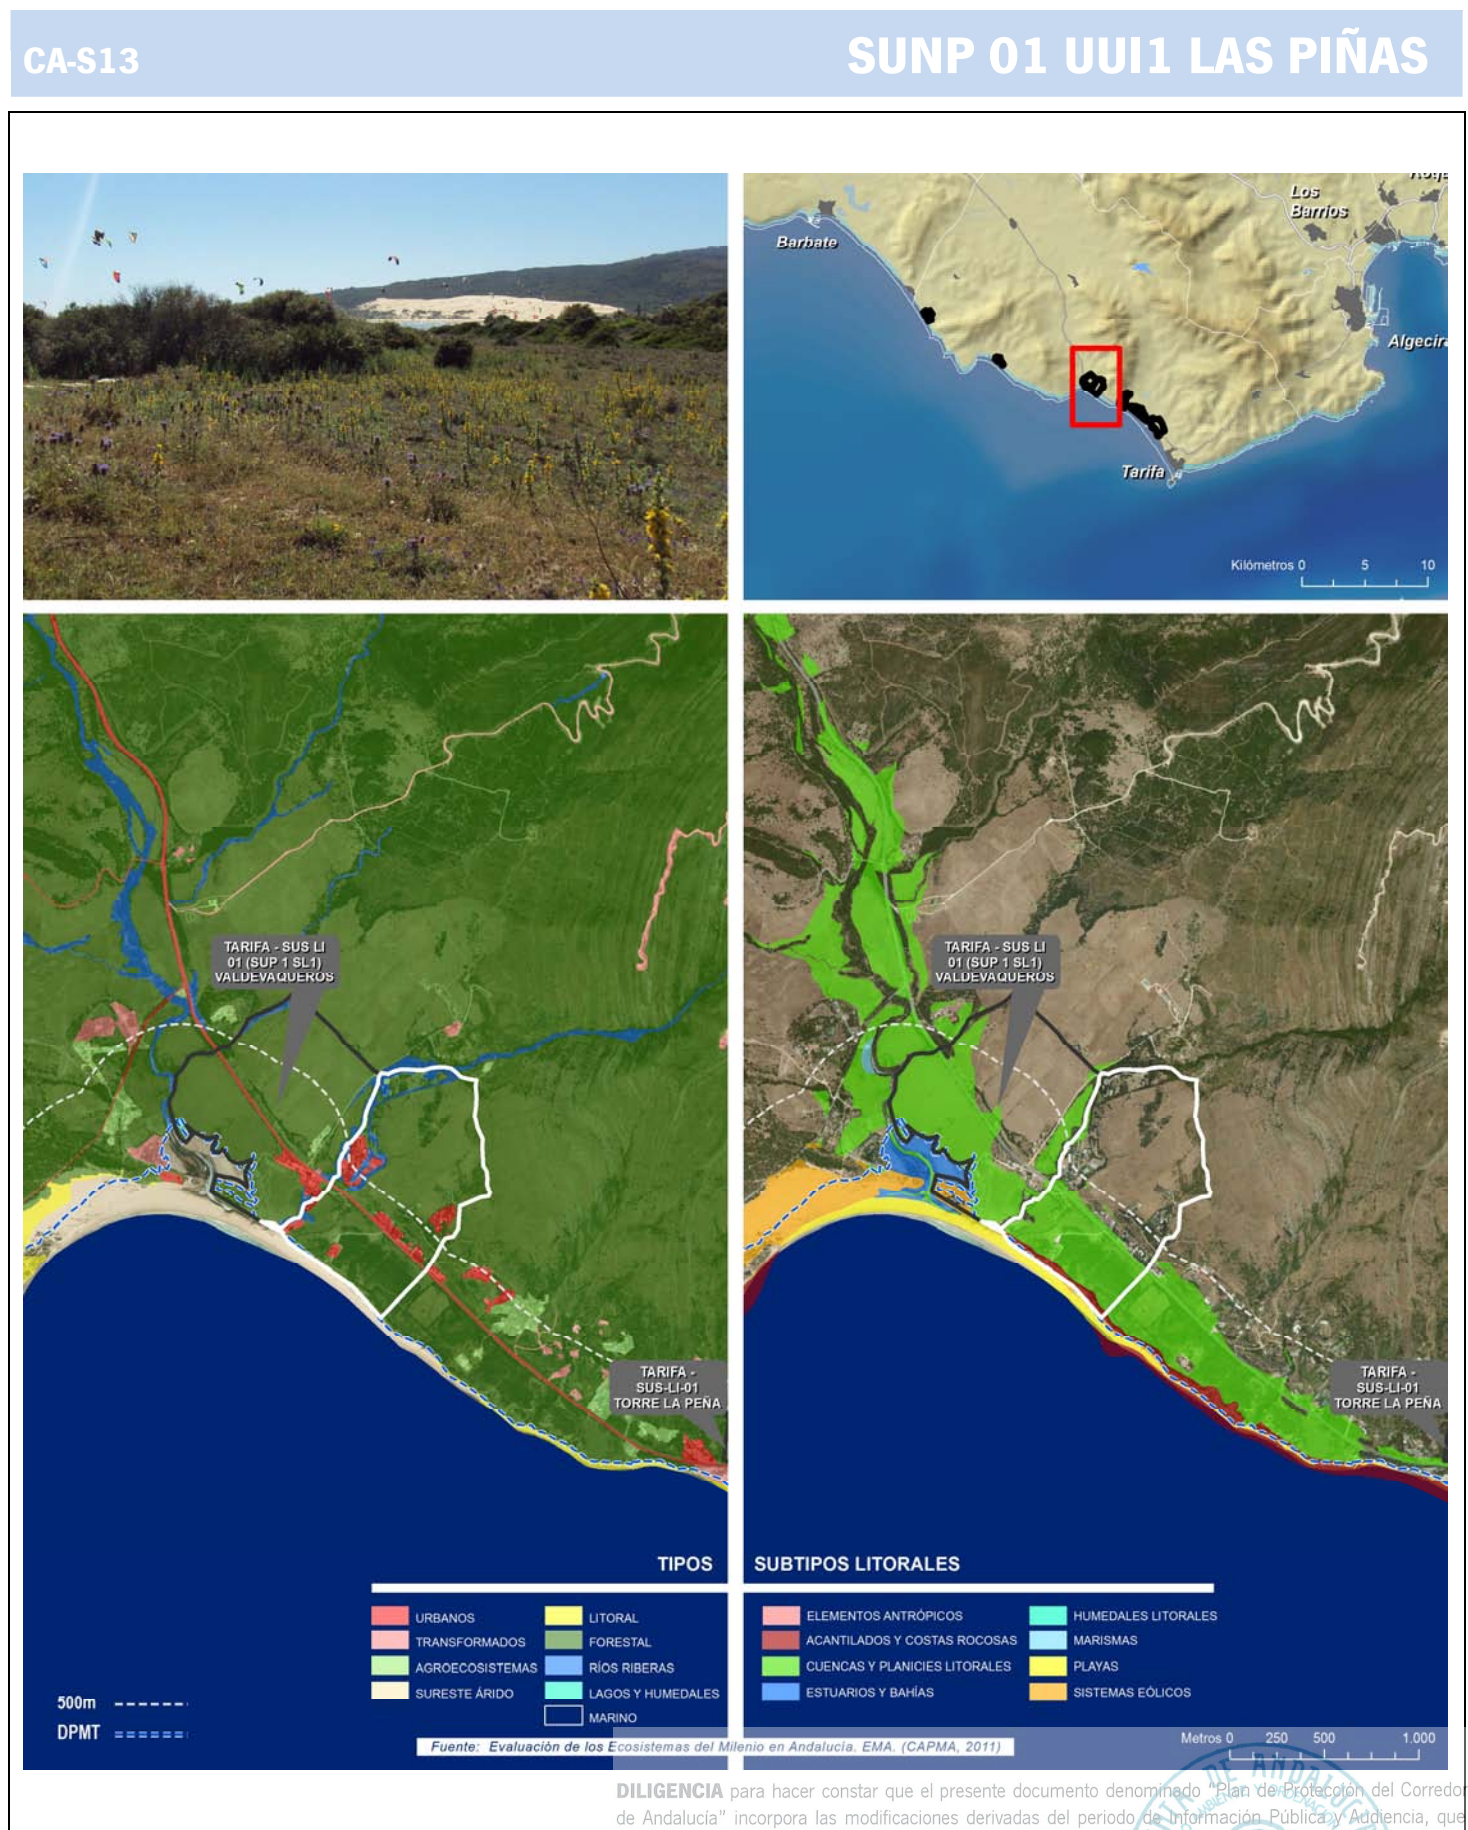 CA-S13
SUNP 01 UUI1 LAS PIÑAS
Los
Barrios
Barbate
Tarifa
Kilómetros 0 5 10
TARIFA - SUS LI
01 (SUP 1 SL1)
VALDEVAQUEROS
TARIFA -
SUS-LI-01
TORRE LA PEÑA
TARIFA - SUS LI
01 (SUP 1 SL1)
VALDEVAQUEROS
TARIFA -
SUS-LI-01
TORRE LA PEÑA
TIPOS
URBANOS
TRANSFORMADOS
AGROECOSISTEMAS
SURESTE ÁRIDO
LITORAL
FORESTAL
RÍOS RIBERAS
LAGOS Y HUMEDALES
MARINO
500m
DPMT
SUBTIPOS LITORALES
ELEMENTOS ANTRÓPICOS
ACANTILADOS Y COSTAS ROCOSAS
CUENCAS Y PLANICIES LITORALES
ESTUARIOS Y BAHÍAS
HUMEDALES LITORALES
MARISMAS
PLAYAS
SISTEMAS EÓLICOS
Metros 0 250 500 1.000
Fuente: Evaluación de los Ecosistemas del Milenio en Andalucía. EMA. (CAPMA, 2011)
DILIGENCIA para hacer constar que el presente documento denominado "Plan de Protección del Corredor
de Andalucía" incorpora las modificaciones derivadas del periodo de Información Pública y Audiencia, que